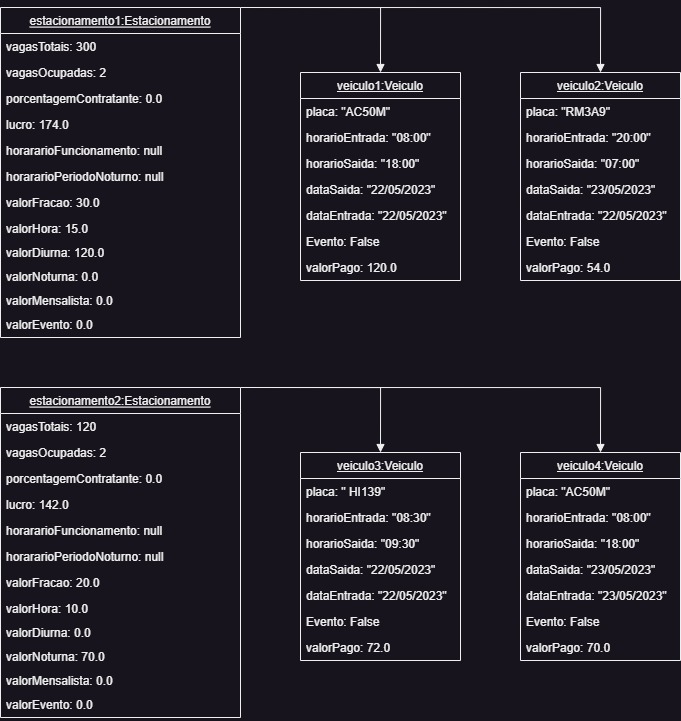 estacionamento1:Estacionamento
vagasTotais: 300
vagasOcupadas: 2
porcentagemContratante: 0.0
lucro: 174.0
horararioFuncionamento: null
horararioPeriodoNoturno: null
valorFracao: 30.0
valorHora: 15.0
valorDiurna: 120.0
valorNoturna: 0.0
valorMensalista: 0.0
valorEvento: 0.0
veiculo1:Veiculo
placa: "AC50M"
horarioEntrada: "08:00"
horarioSaida: "18:00"
dataSaida: "22/05/2023"
dataEntrada: "22/05/2023"
Evento: False
valorPago: 120.0
veiculo2:Veiculo
placa: "RM3A9"
horarioEntrada: "20:00"
horarioSaida: "07:00"
dataSaida: "23/05/2023"
dataEntrada: "22/05/2023"
Evento: False
valorPago: 54.0
estacionamento2:Estacionamento
vagasTotais: 120
vagasOcupadas: 2
porcentagemContratante: 0.0
lucro: 142.0
horararioFuncionamento: null
horararioPeriodoNoturno: null
valorFracao: 20.0
valorHora: 10.0
valorDiurna: 0.0
valorNoturna: 70.0
valorMensalista: 0.0
valorEvento: 0.0
veiculo3:Veiculo
placa: " HI139"
horarioEntrada: "08:30"
horarioSaida: "09:30"
dataSaida: "22/05/2023"
dataEntrada: "22/05/2023"
Evento: False
valorPago: 72.0
veiculo4:Veiculo
placa: "AC50M"
horarioEntrada: "08:00"
horarioSaida: "18:00"
dataSaida: "23/05/2023"
dataEntrada: "23/05/2023"
Evento: False
valorPago: 70.0